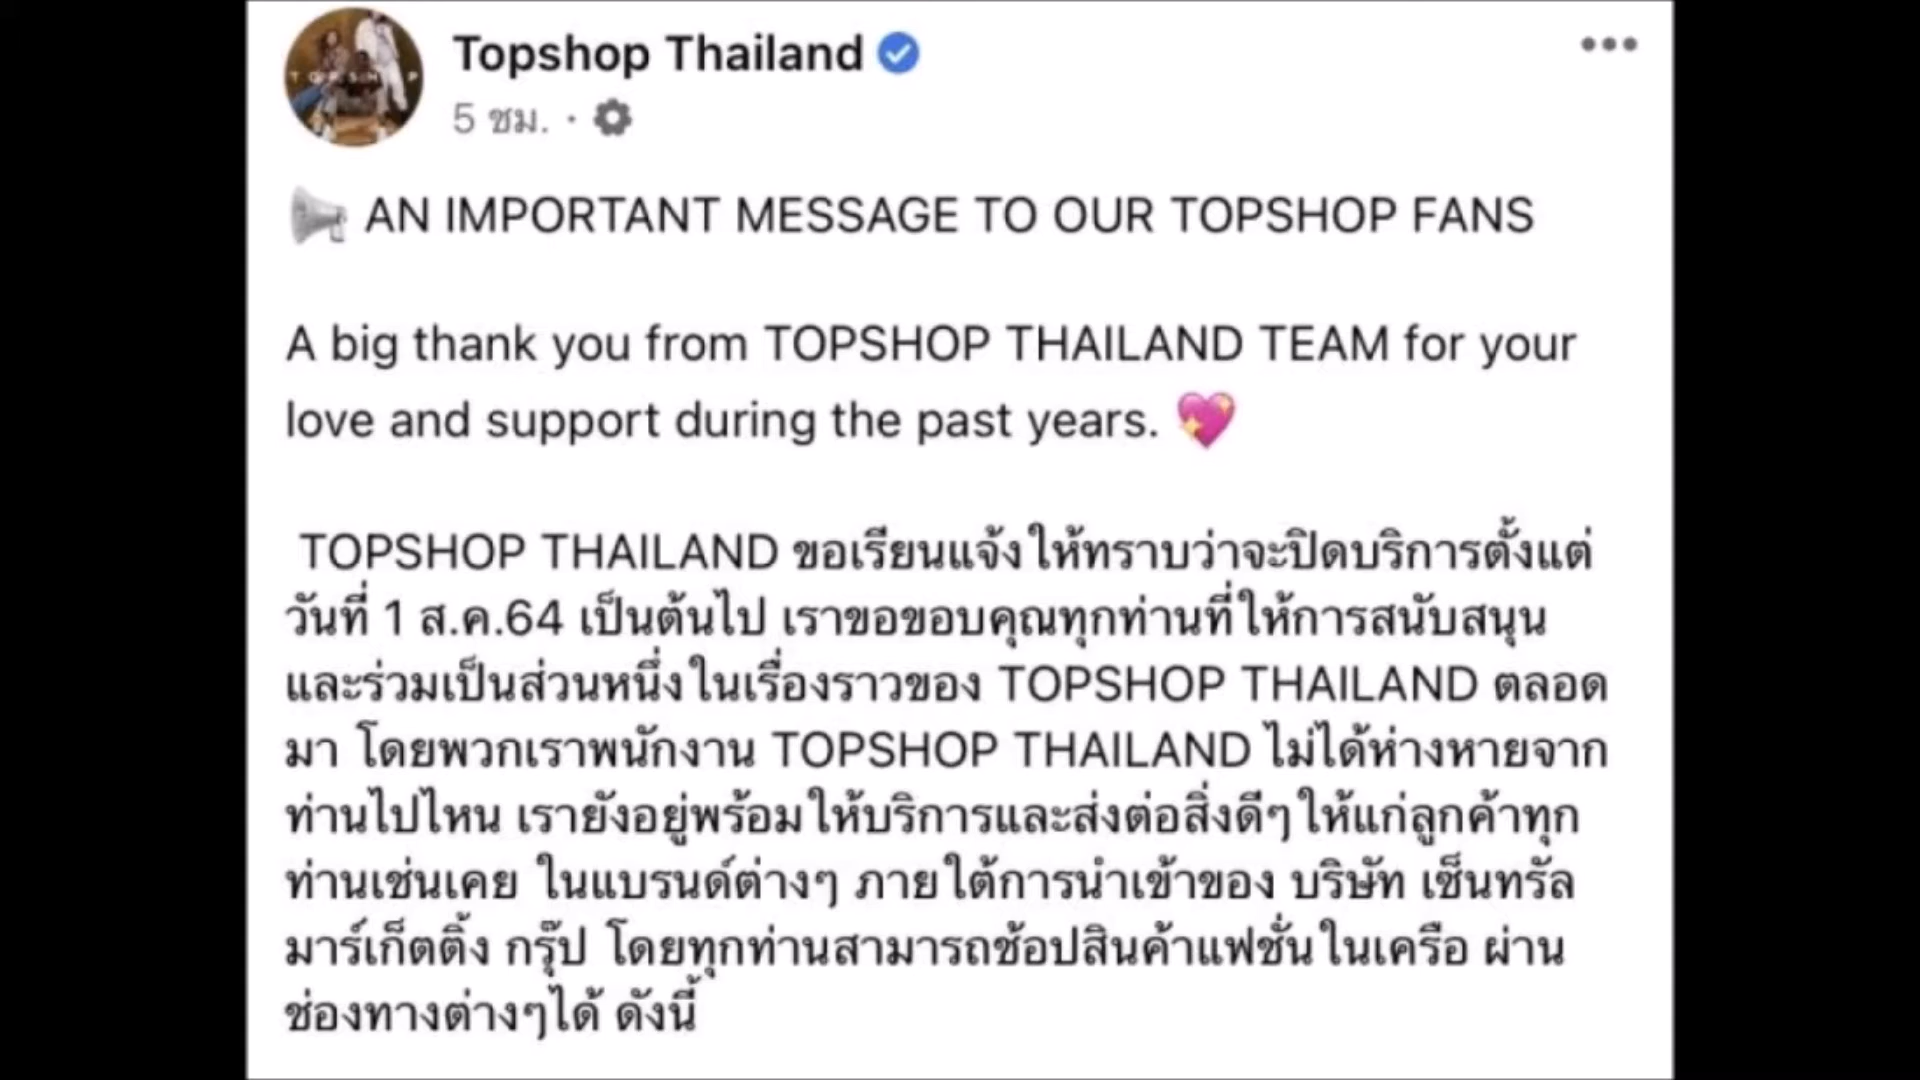 TOPSHOP
Topshop Thailand
5 ชม. ·
AN IMPORTANT MESSAGE TO OUR TOPSHOP FANS
A big thank you from TOPSHOP THAILAND TEAM for your
love and support during the past years. 💖
TOPSHOP THAILAND ขอเรียนแจ้งให้ทราบว่าจะปิดบริการตั้งแต่
วันที่ 1 ส.ค.64 เป็นต้นไป เราขอขอบคุณทุกท่านที่ให้การสนับสนุน
และร่วมเป็นส่วนหนึ่งในเรื่องราวของ TOPSHOP THAILAND ตลอด
มา โดยพวกเราพนักงาน TOPSHOP THAILAND ไม่ได้ห่างหายจาก
ท่านไปไหน เรายังอยู่พร้อมให้บริการและส่งต่อสิ่งดีๆให้แก่ลูกค้าทุก
ท่านเช่นเคย ในแบรนด์ต่างๆ ภายใต้การนำเข้าของ บริษัท เซ็นทรัล
มาร์เก็ตติ้ง กรุ๊ป โดยทุกท่านสามารถช้อปสินค้าแฟชั่นในเครือ ผ่าน
ช่องทางต่างๆได้ ดังนี้